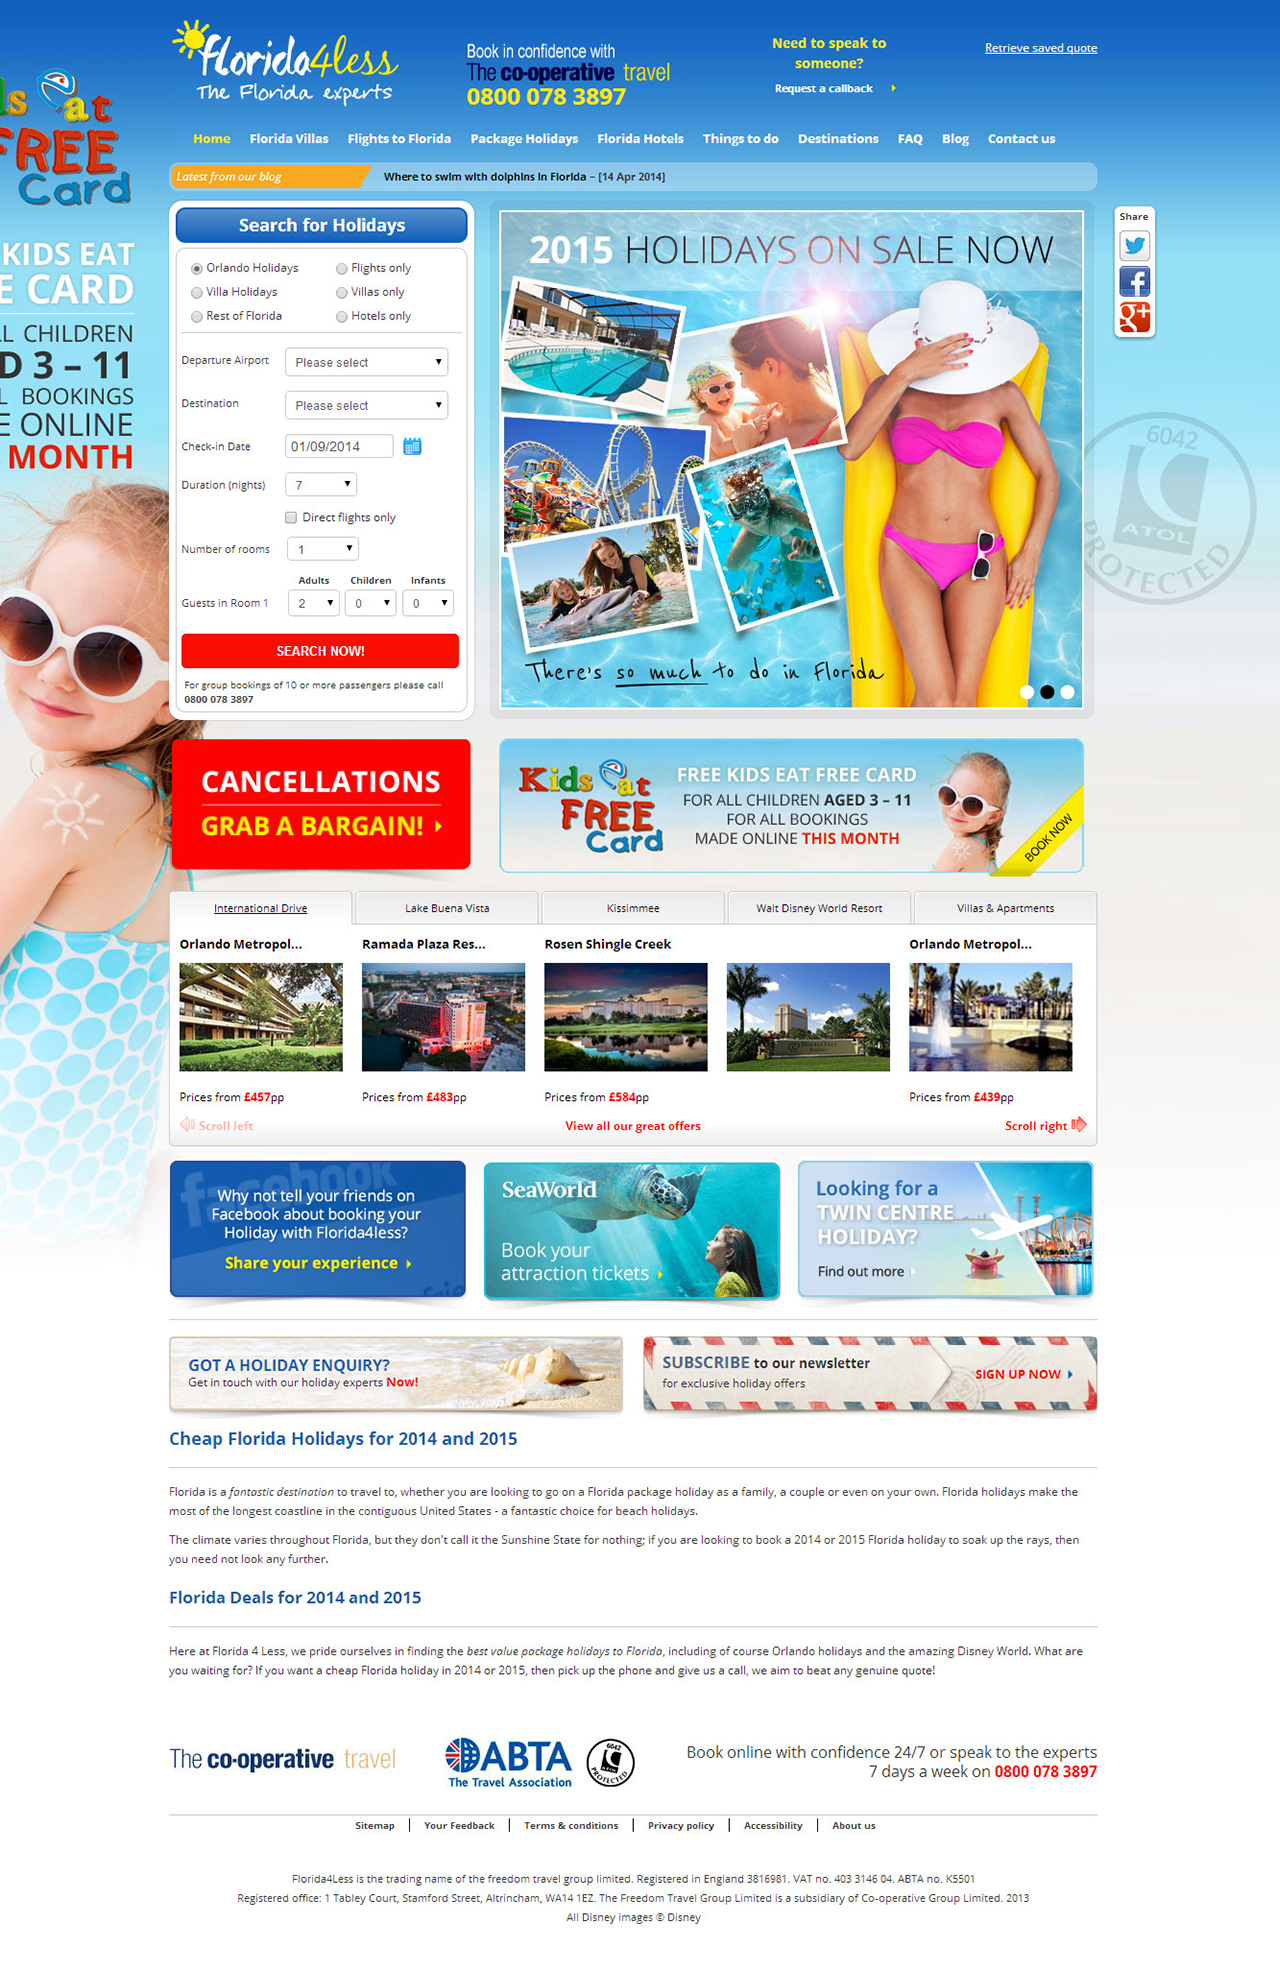 florida4less
The Florida experts
Book in confidence with
The co-operative travel
0800 078 3897
Need to speak to
someone?
Request a callback
Retrieve saved quote
Home Florida Villas Flights to Florida Package Holidays Florida Hotels Things to do Destinations FAQ Blog Contact us
Latest from our blog
Where to swim with dolphins in Florida – [14 Apr 2014]
Eat
FREE
Card
KIDS EAT
E CARD
CHILDREN
3 – 11
BOOKINGS
E ONLINE
MONTH
Search for Holidays
Orlando Holidays Flights only
Villa Holidays Villas only
Rest of Florida Hotels only
Departure Airport Please select
Destination Please select
Check-in Date 01/09/2014
Duration (nights) 7
Direct flights only
Number of rooms 1
Adults Children Infants
Guests in Room 1 2 0 0
SEARCH NOW!
For group bookings of 10 or more passengers please call
0800 078 3897
2015 HOLIDAYS ON SALE NOW
There's so much to do in Florida
Share
6042
ATOL
PROTECTED
CANCELLATIONS
GRAB A BARGAIN!
Kids Eat
FREE
Card
FREE KIDS EAT FREE CARD
FOR ALL CHILDREN AGED 3 – 11
FOR ALL BOOKINGS
MADE ONLINE THIS MONTH
BOOK NOW
International Drive Lake Buena Vista Kissimmee Walt Disney World Resort Villas & Apartments
Orlando Metropol... Ramada Plaza Res... Rosen Shingle Creek Orlando Metropol...
DOUBLETREE
Prices from £457pp Prices from £483pp Prices from £584pp Prices from £439pp
Scroll left View all our great offers Scroll right
facebook
Why not tell your friends on
Facebook about booking your
Holiday with Florida4less?
Share your experience
SeaWorld
Book your
attraction tickets
Looking for a
TWIN CENTRE
HOLIDAY?
Find out more
GOT A HOLIDAY ENQUIRY?
Get in touch with our holiday experts Now!
SUBSCRIBE to our newsletter
for exclusive holiday offers
SIGN UP NOW
Cheap Florida Holidays for 2014 and 2015
Florida is a fantastic destination to travel to, whether you are looking to go on a Florida package holiday as a family, a couple or even on your own. Florida holidays make the
most of the longest coastline in the contiguous United States - a fantastic choice for beach holidays.
The climate varies throughout Florida, but they don't call it the Sunshine State for nothing; if you are looking to book a 2014 or 2015 Florida holiday to soak up the rays, then
you need not look any further.
Florida Deals for 2014 and 2015
Here at Florida 4 Less, we pride ourselves in finding the best value package holidays to Florida, including of course Orlando holidays and the amazing Disney World. What are
you waiting for? If you want a cheap Florida holiday in 2014 or 2015, then pick up the phone and give us a call, we aim to beat any genuine quote!
The co-operative travel
ABTA
The Travel Association
6042
PROTECTED
Book online with confidence 24/7 or speak to the experts
7 days a week on 0800 078 3897
Sitemap Your Feedback Terms & conditions Privacy policy Accessibility About us
Florida4Less is the trading name of the freedom travel group limited. Registered in England 3816981. VAT no. 403 3146 04. ABTA no. K5501
Registered office: 1 Tabley Court, Stamford Street, Altrincham, WA14 1EZ. The Freedom Travel Group Limited is a subsidiary of Co-operative Group Limited. 2013
All Disney images © Disney